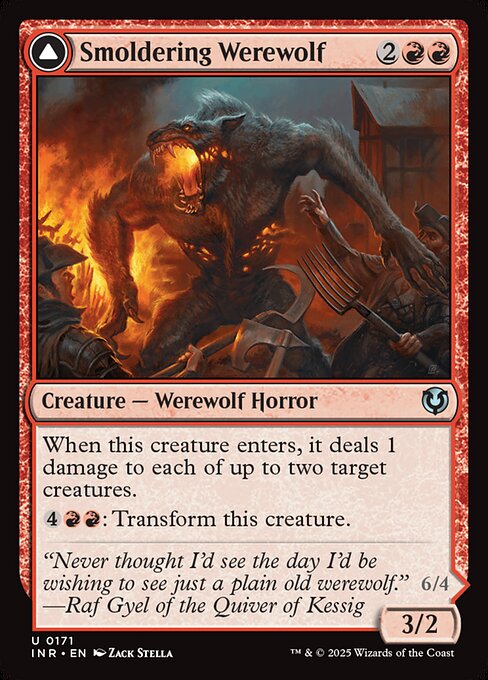 Smoldering Werewolf 2
Creature — Werewolf Horror
When this creature enters, it deals 1
damage to each of up to two target
creatures.
4: Transform this creature.
“Never thought I’d see the day I’d be
wishing to see just a plain old werewolf.”
—Raf Gyel of the Quiver of Kessig
6/4
3/2
U 0171
INR • EN Zack Stella
™ & © 2025 Wizards of the Coast